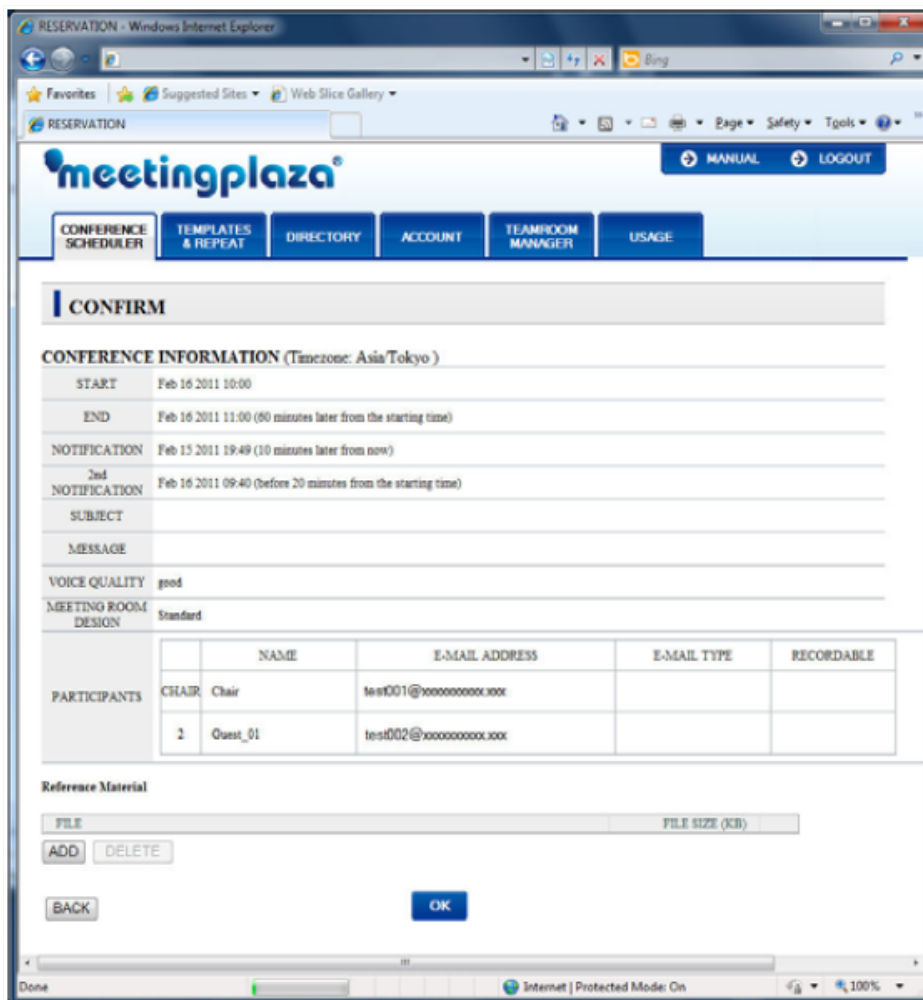 RESERVATION - Windows Internet Explorer
Bing
Favorites Suggested Sites Web Slice Gallery
RESERVATION Page Safety Tools
meetingplaza®
MANUAL LOGOUT
CONFERENCE SCHEDULER
TEMPLATES & REPEAT
DIRECTORY
ACCOUNT
TEAMROOM MANAGER
USAGE
CONFIRM
CONFERENCE INFORMATION (Timezone: Asia/Tokyo )
START Feb 16 2011 10:00
END Feb 16 2011 11:00 (60 minutes later from the starting time)
NOTIFICATION Feb 15 2011 19:49 (10 minutes later from now)
2nd NOTIFICATION Feb 16 2011 09:40 (before 20 minutes from the starting time)
SUBJECT
MESSAGE
VOICE QUALITY good
MEETING ROOM DESIGN Standard
PARTICIPANTS
NAME E-MAIL ADDRESS E-MAIL TYPE RECORDABLE
CHAIR Chair test001@xxxxxxxxxx.xxx
2 Guest_01 test002@xxxxxxxxxx.xxx
Reference Material
FILE FILE SIZE (KB)
ADD DELETE
BACK OK
Done Internet | Protected Mode: On 100%